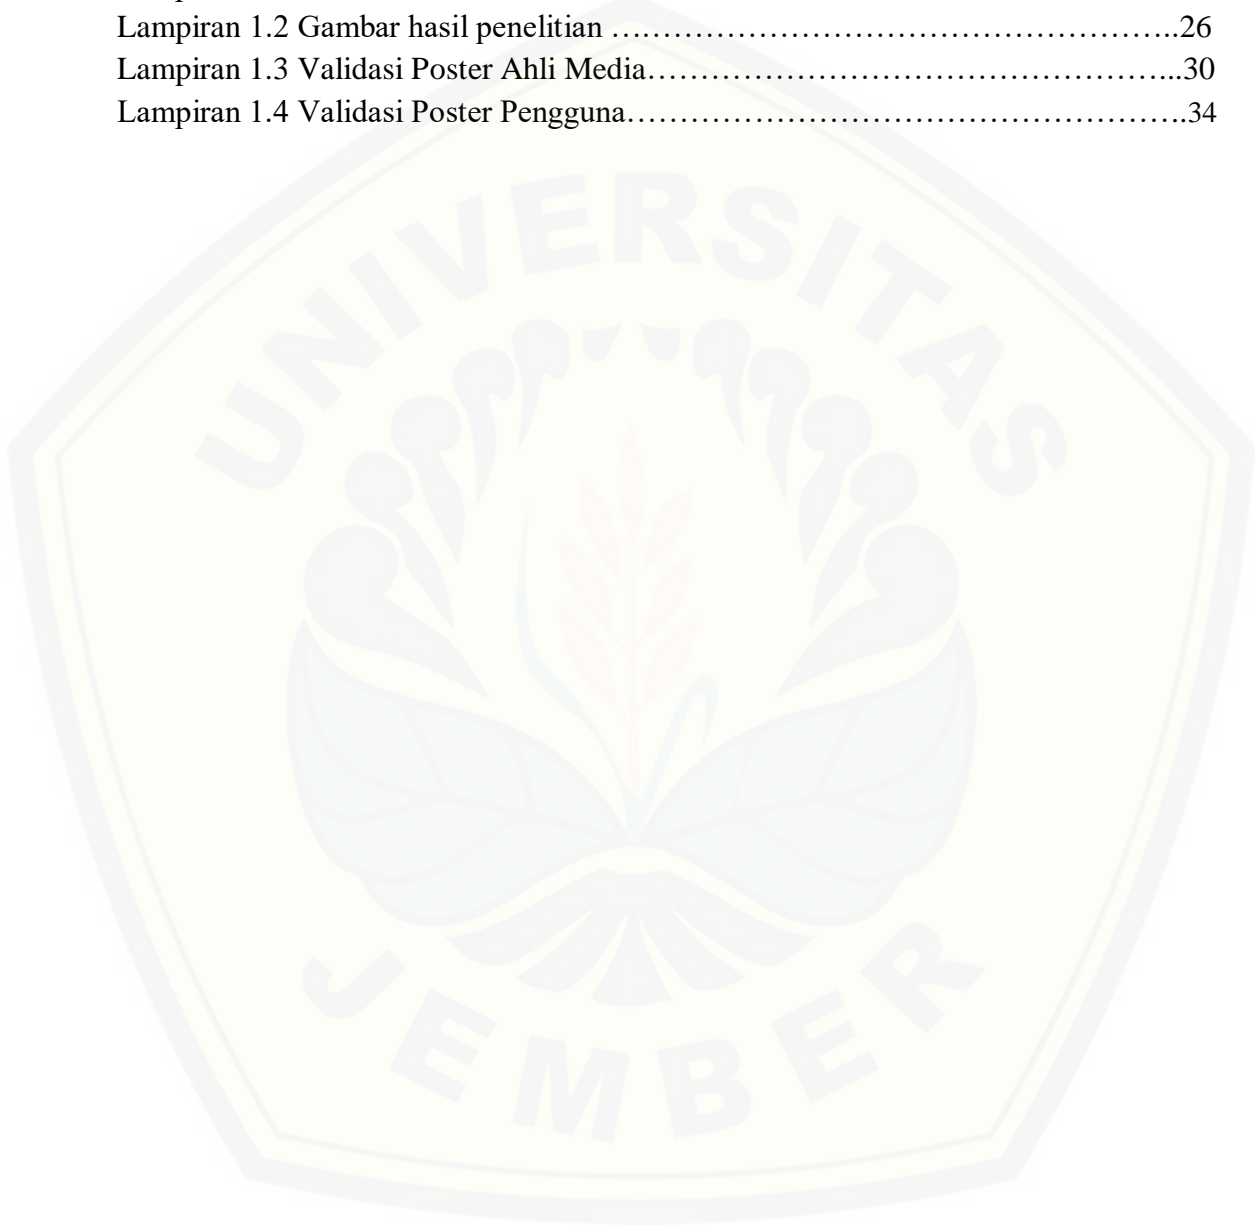 Lampiran 1.2 Gambar hasil penelitian ………………………………………………..26
Lampiran 1.3 Validasi Poster Ahli Media…………………………………………...30
Lampiran 1.4 Validasi Poster Pengguna……………………………………………..34
UNIVERSITAS
JEMBER